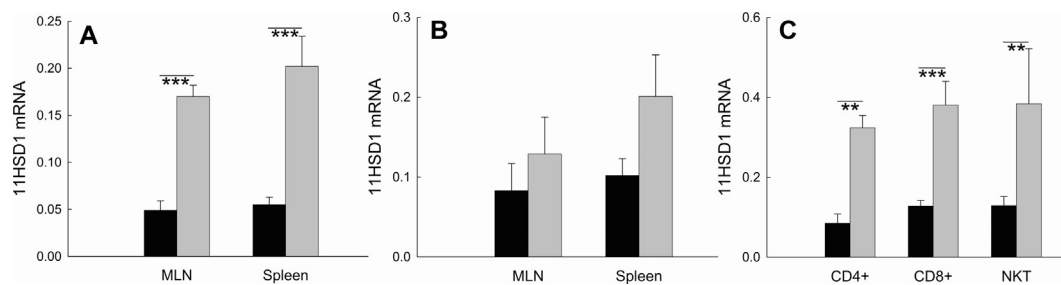 A
11HSD1 mRNA
0.25
0.20
0.15
0.10
0.05
0.00
***
***
MLN
Spleen
B
11HSD1 mRNA
0.3
0.2
0.1
0.0
MLN
Spleen
C
11HSD1 mRNA
0.6
0.4
0.2
0.0
**
***
**
CD4+
CD8+
NKT